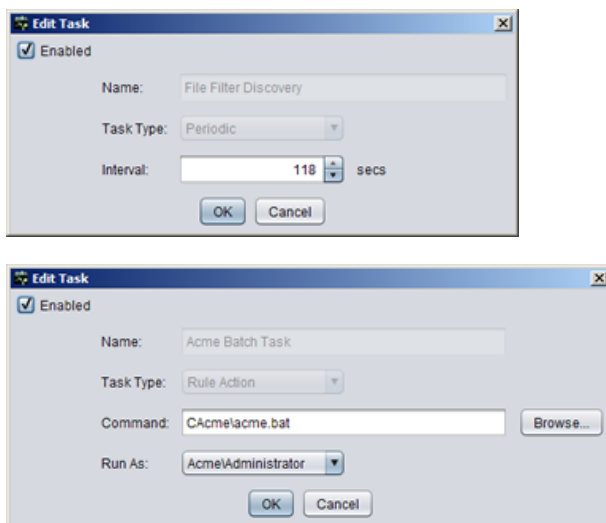 Edit Task
Enabled
Name: File Filter Discovery
Task Type: Periodic
Interval: 118 secs
OK Cancel
Edit Task
Enabled
Name: Acme Batch Task
Task Type: Rule Action
Command: CAcme\acme.bat Browse...
Run As: Acme\Administrator
OK Cancel